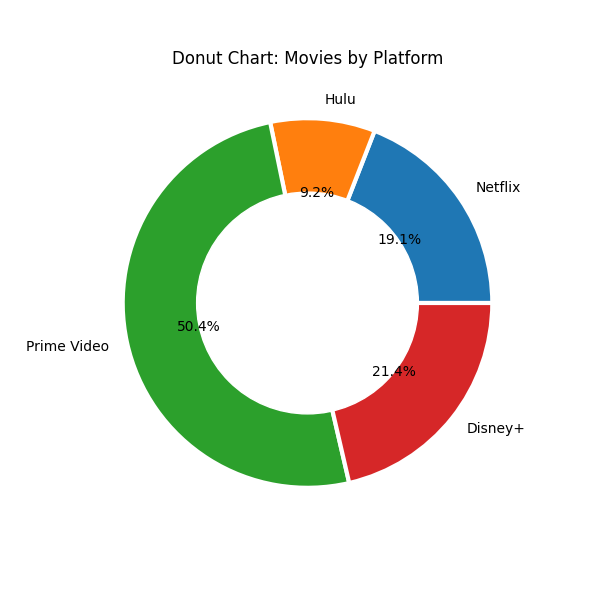 Donut Chart: Movies by Platform
Hulu
9.2%
Netflix
19.1%
50.4%
Prime Video
21.4%
Disney+